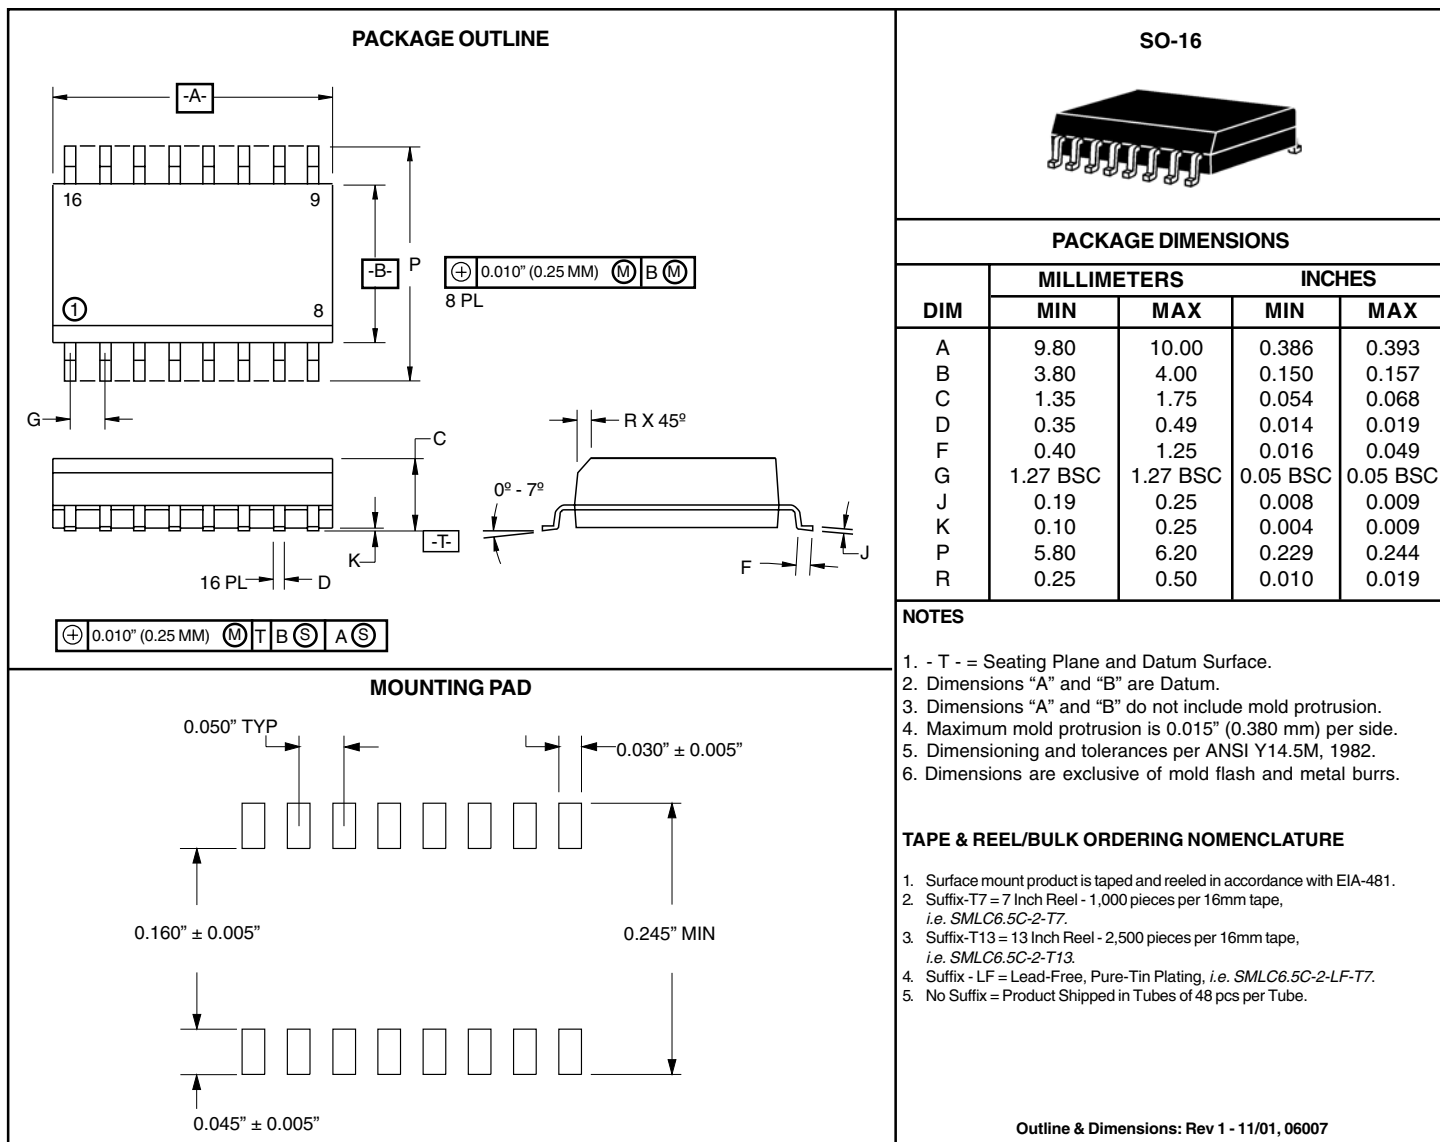 PACKAGE OUTLINE
-A-
16 9
-B- P
⊕ 0.010” (0.25 MM) Ⓜ B Ⓜ
8 PL
① 8
G
R X 45º
C
0º - 7º
-T-
K
J
F
16 PL D
⊕ 0.010” (0.25 MM) Ⓜ T B Ⓢ A Ⓢ
MOUNTING PAD
0.050” TYP
0.030” ± 0.005”
0.160” ± 0.005”
0.245” MIN
0.045” ± 0.005”
SO-16
PACKAGE DIMENSIONS
MILLIMETERS INCHES
DIM MIN MAX MIN MAX
A 9.80 10.00 0.386 0.393
B 3.80 4.00 0.150 0.157
C 1.35 1.75 0.054 0.068
D 0.35 0.49 0.014 0.019
F 0.40 1.25 0.016 0.049
G 1.27 BSC 1.27 BSC 0.05 BSC 0.05 BSC
J 0.19 0.25 0.008 0.009
K 0.10 0.25 0.004 0.009
P 5.80 6.20 0.229 0.244
R 0.25 0.50 0.010 0.019
NOTES
1. - T - = Seating Plane and Datum Surface.
2. Dimensions “A” and “B” are Datum.
3. Dimensions “A” and “B” do not include mold protrusion.
4. Maximum mold protrusion is 0.015” (0.380 mm) per side.
5. Dimensioning and tolerances per ANSI Y14.5M, 1982.
6. Dimensions are exclusive of mold flash and metal burrs.
TAPE & REEL/BULK ORDERING NOMENCLATURE
1. Surface mount product is taped and reeled in accordance with EIA-481.
2. Suffix-T7 = 7 Inch Reel - 1,000 pieces per 16mm tape,
i.e. SMLC6.5C-2-T7.
3. Suffix-T13 = 13 Inch Reel - 2,500 pieces per 16mm tape,
i.e. SMLC6.5C-2-T13.
4. Suffix - LF = Lead-Free, Pure-Tin Plating, i.e. SMLC6.5C-2-LF-T7.
5. No Suffix = Product Shipped in Tubes of 48 pcs per Tube.
Outline & Dimensions: Rev 1 - 11/01, 06007